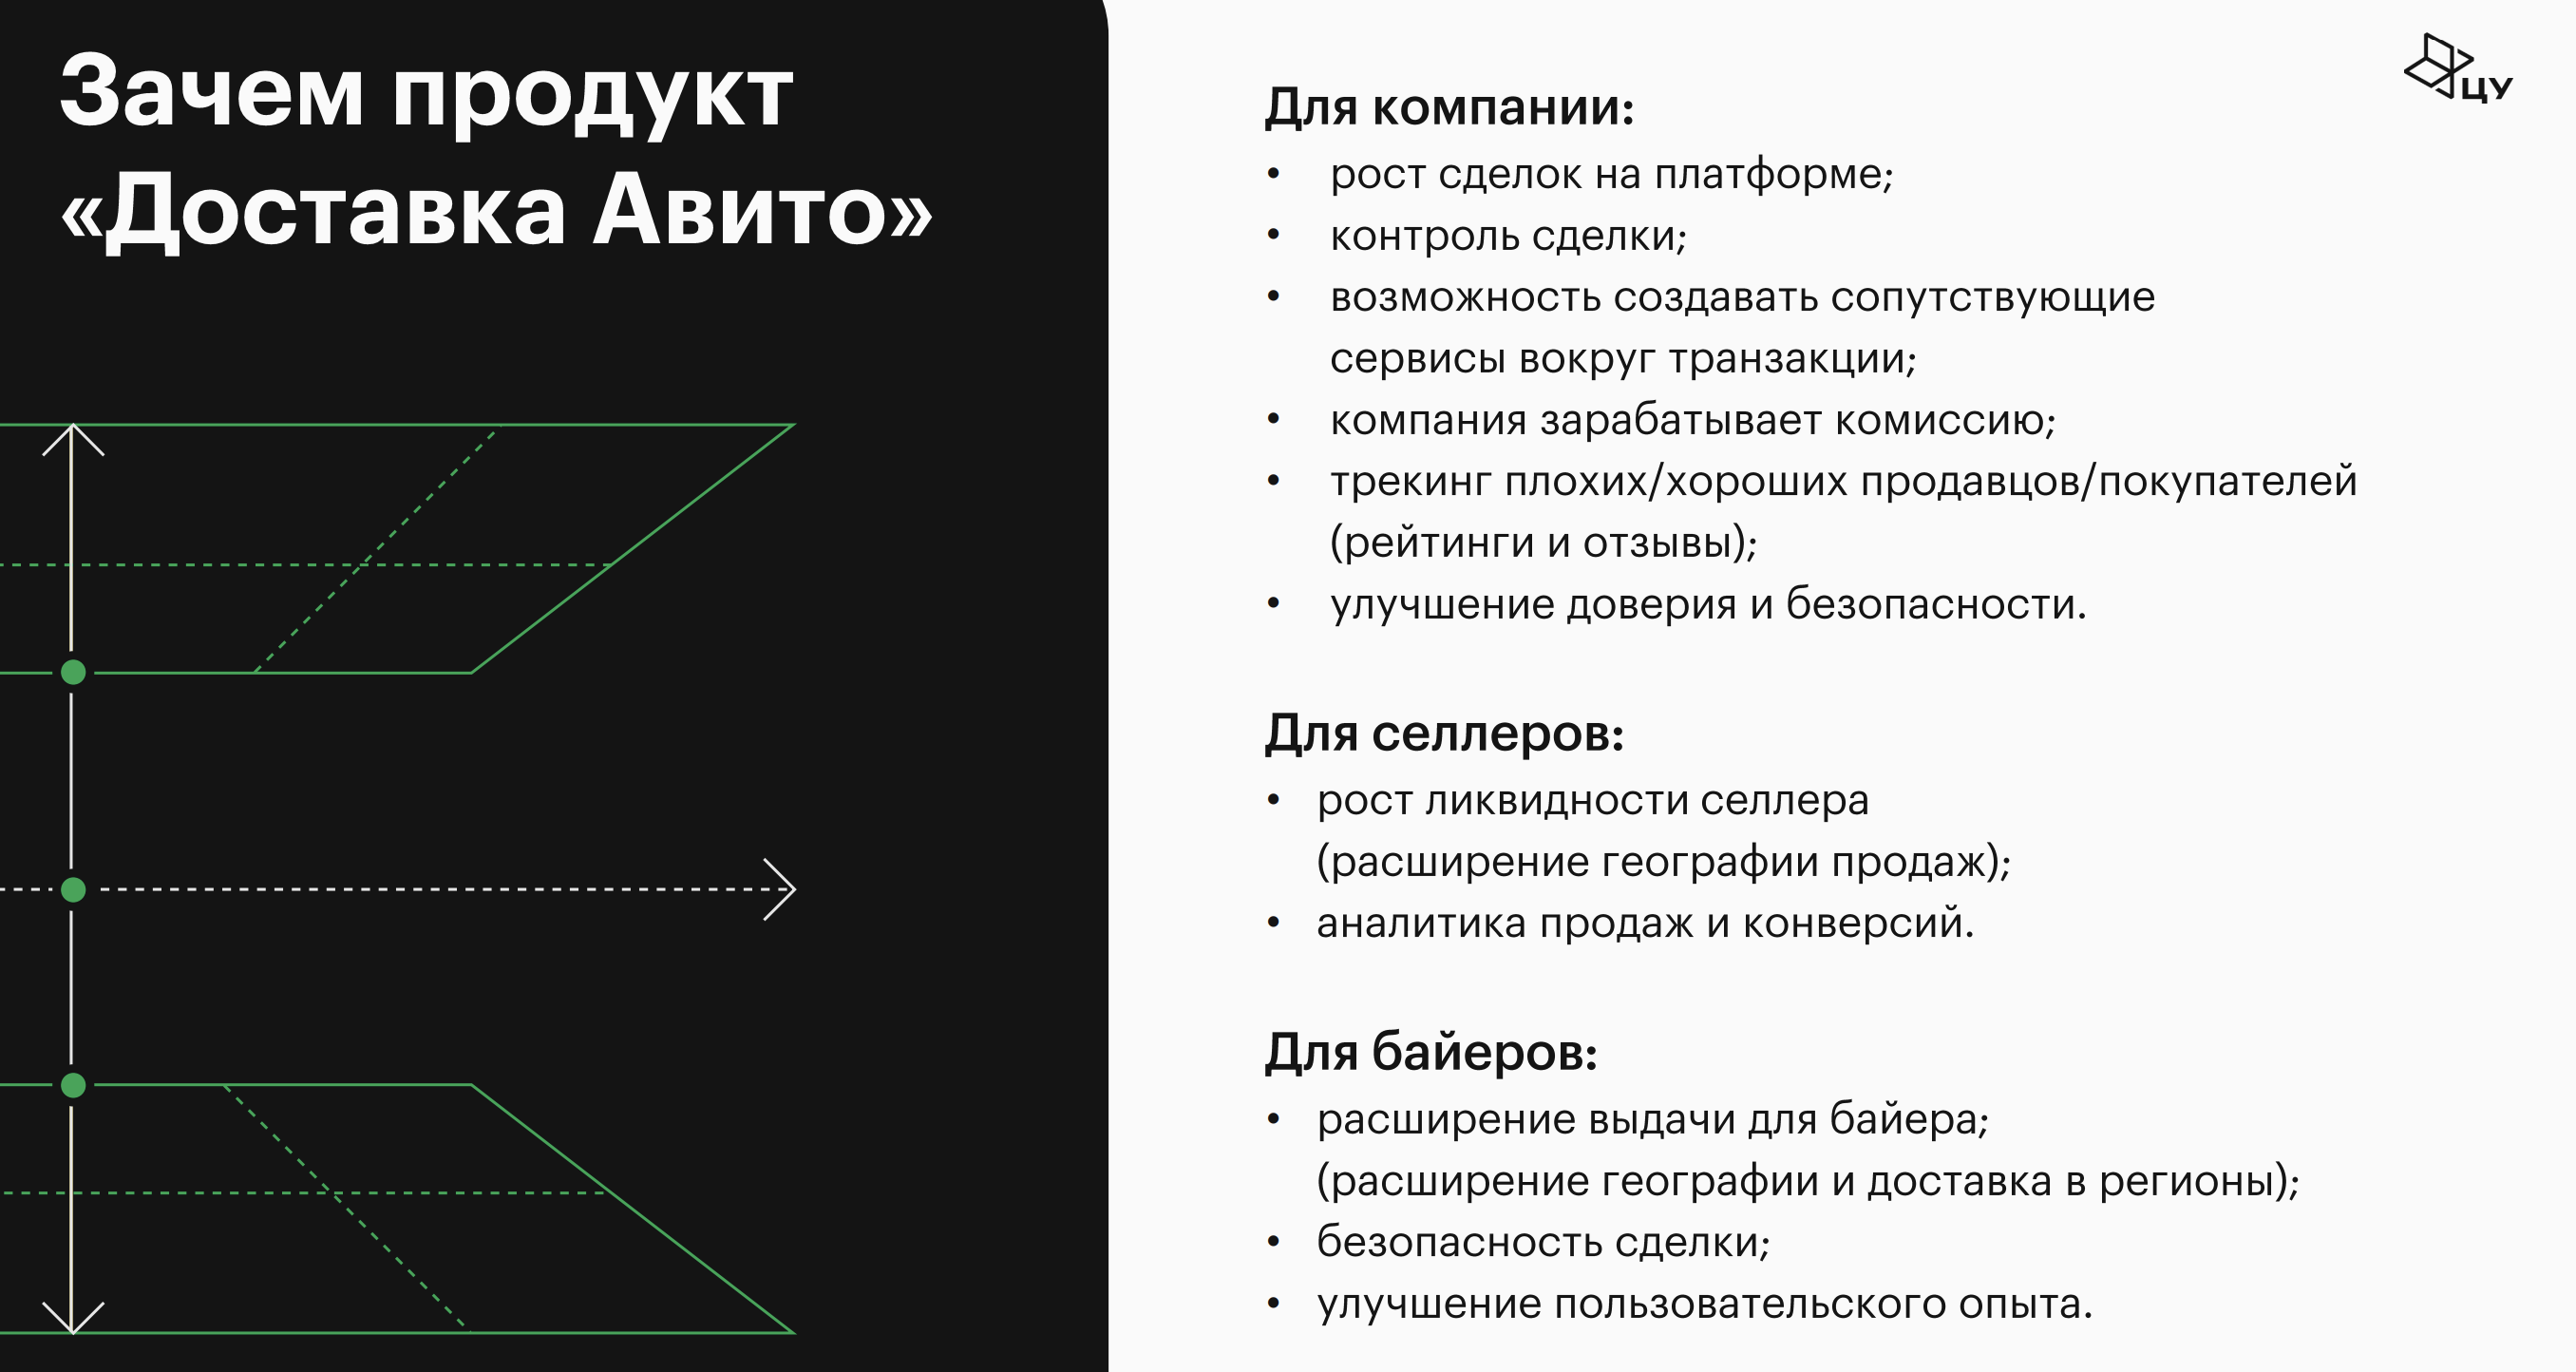 Зачем продукт
«Доставка Авито»
ЦУ
Для компании:
• рост сделок на платформе;
• контроль сделки;
• возможность создавать сопутствующие
сервисы вокруг транзакции;
• компания зарабатывает комиссию;
• трекинг плохих/хороших продавцов/покупателей
(рейтинги и отзывы);
• улучшение доверия и безопасности.
Для селлеров:
• рост ликвидности селлера
(расширение географии продаж);
• аналитика продаж и конверсий.
Для байеров:
• расширение выдачи для байера;
(расширение географии и доставка в регионы);
• безопасность сделки;
• улучшение пользовательского опыта.